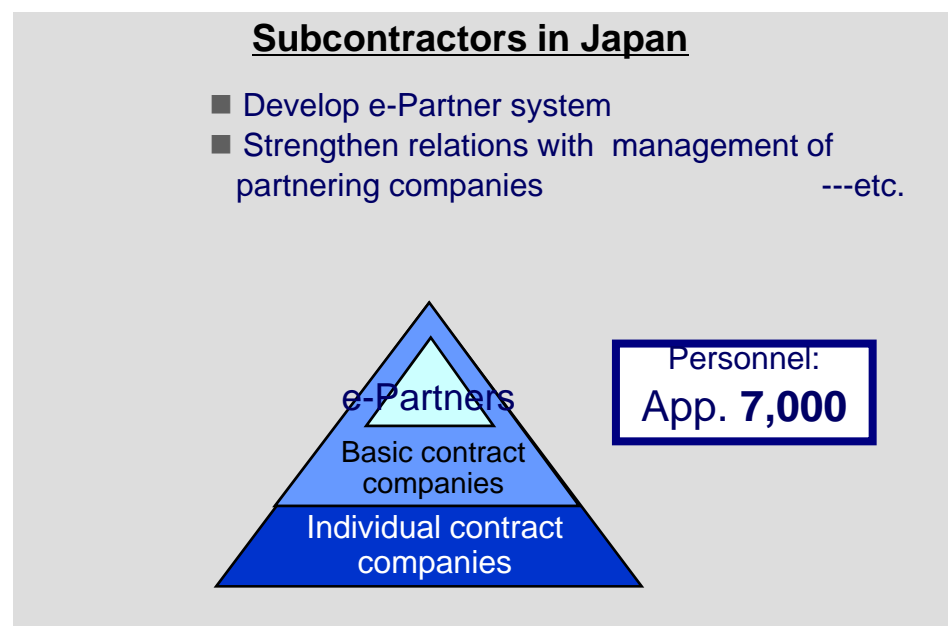 Subcontractors in Japan
■ Develop e-Partner system
■ Strengthen relations with management of
partnering companies ---etc.
e-Partners
Basic contract
companies
Individual contract
companies
Personnel:
App. 7,000